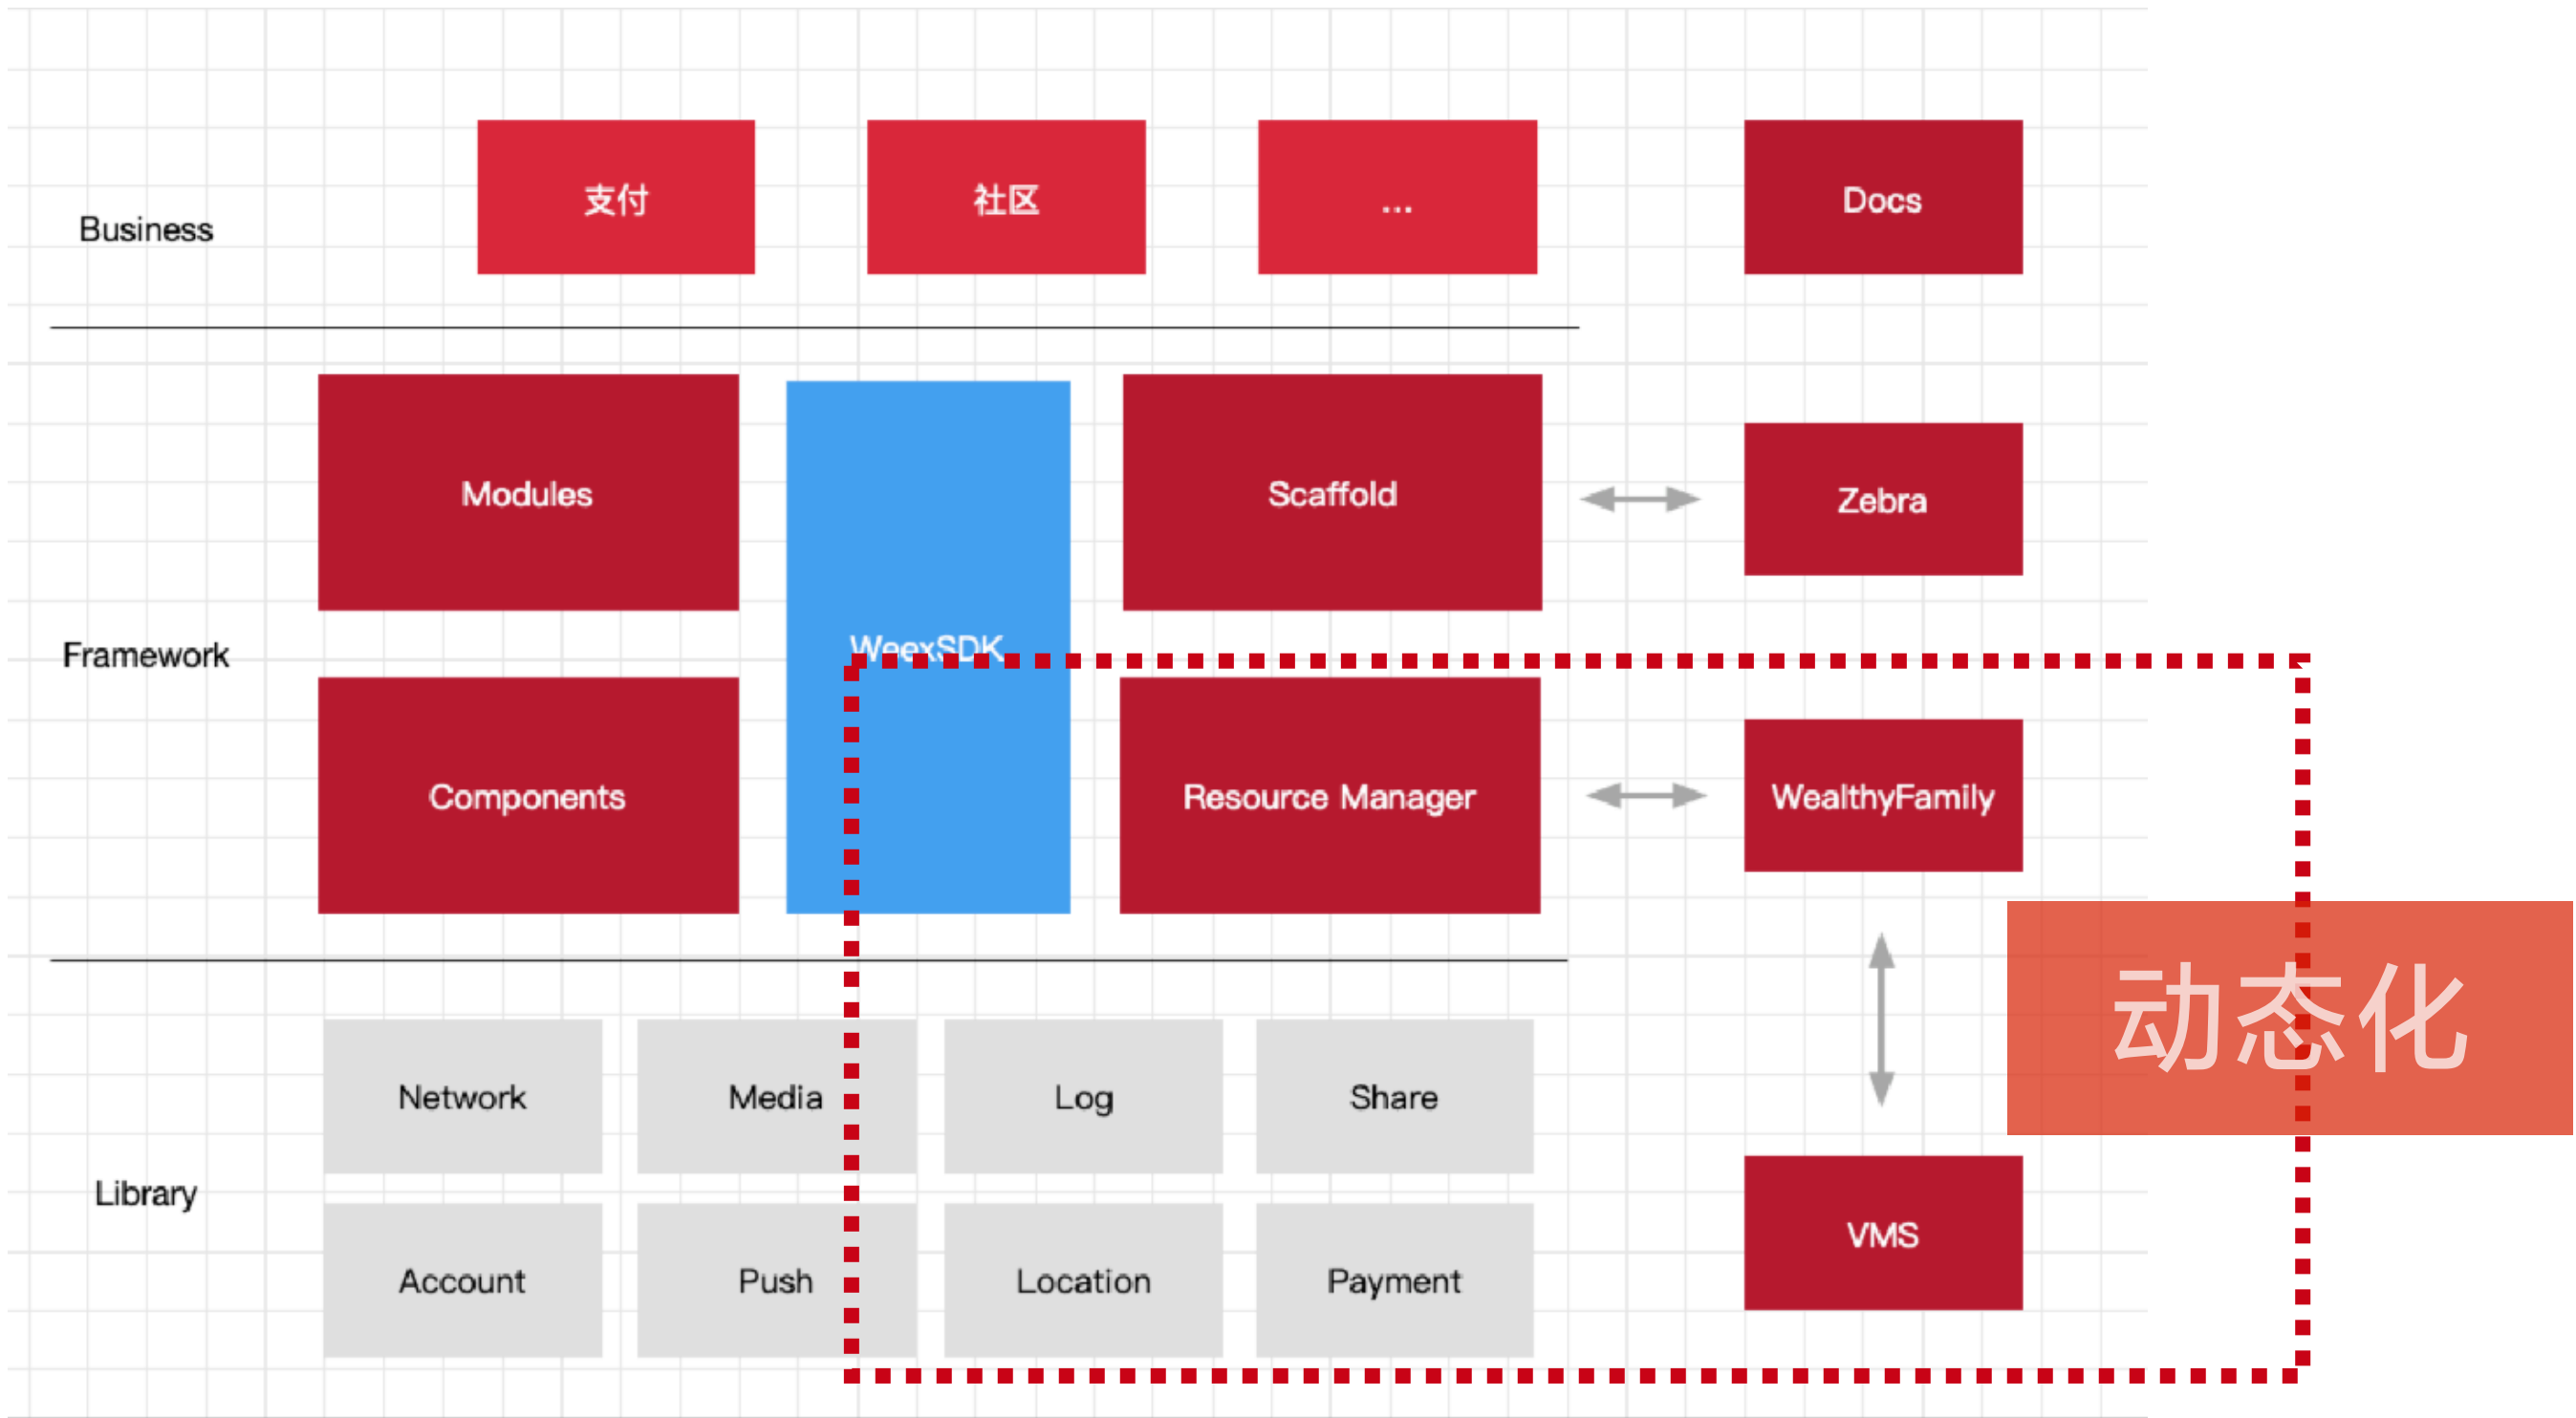 支付
社区
...
Docs
Business
Modules
WeexSDK
Scaffold
Zebra
Framework
Components
Resource Manager
WealthyFamily
动态化
Network
Media
Log
Share
Library
VMS
Account
Push
Location
Payment